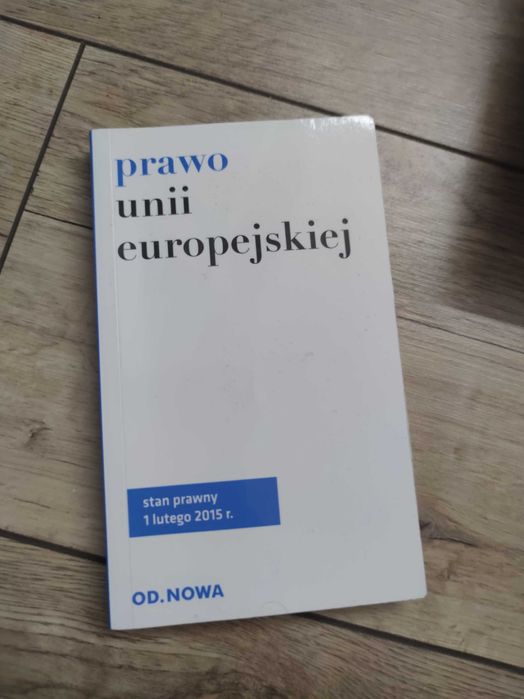 prawo
unii
europejskiej
stan prawny
1 lutego 2015 r.
OD.NOWA